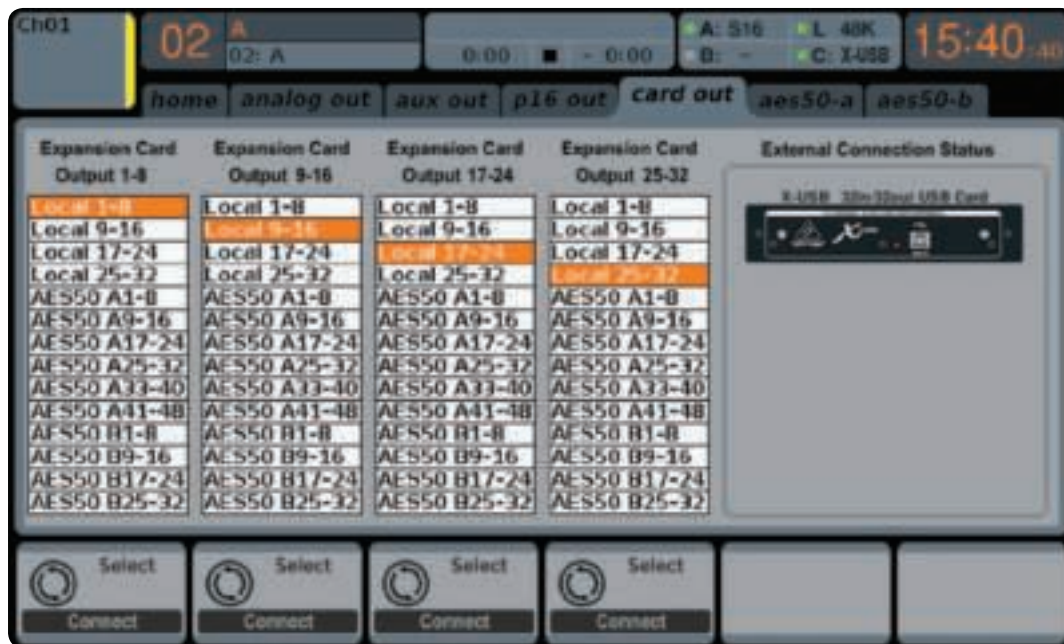 Ch01
02
A
02: A
0:00 - 0:00
A: S16
B: -
L 48K
C: X-USB
15:40
home
analog out
aux out
p16 out
card out
aes50-a
aes50-b
Expansion Card
Output 1-8
Local 1-8
Local 9-16
Local 17-24
Local 25-32
AES50 A1-8
AES50 A9-16
AES50 A17-24
AES50 A25-32
AES50 A33-40
AES50 A41-48
AES50 B1-8
AES50 B9-16
AES50 B17-24
AES50 B25-32
Expansion Card
Output 9-16
Local 1-8
Local 9-16
Local 17-24
Local 25-32
AES50 A1-8
AES50 A9-16
AES50 A17-24
AES50 A25-32
AES50 A33-40
AES50 A41-48
AES50 B1-8
AES50 B9-16
AES50 B17-24
AES50 B25-32
Expansion Card
Output 17-24
Local 1-8
Local 9-16
Local 17-24
Local 25-32
AES50 A1-8
AES50 A9-16
AES50 A17-24
AES50 A25-32
AES50 A33-40
AES50 A41-48
AES50 B1-8
AES50 B9-16
AES50 B17-24
AES50 B25-32
Expansion Card
Output 25-32
Local 1-8
Local 9-16
Local 17-24
Local 25-32
AES50 A1-8
AES50 A9-16
AES50 A17-24
AES50 A25-32
AES50 A33-40
AES50 A41-48
AES50 B1-8
AES50 B9-16
AES50 B17-24
AES50 B25-32
External Connection Status
X-USB USB Card
Select
Connect
Select
Connect
Select
Connect
Select
Connect